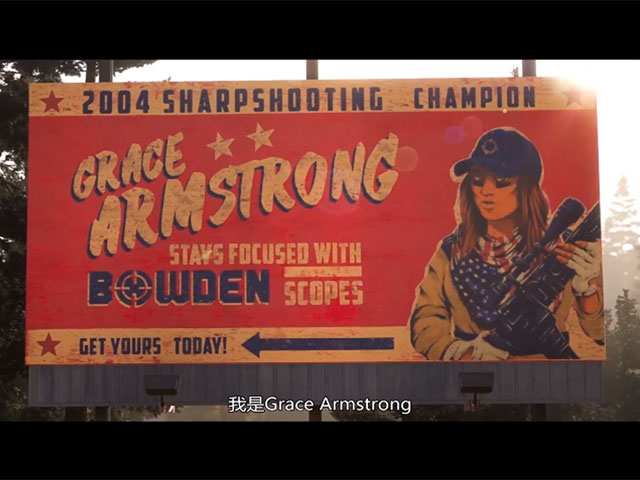 2004 SHARPSHOOTING CHAMPION
GRACE
ARMSTRONG
STAYS FOCUSED WITH
BOWDEN SCOPES
GET YOURS TODAY!
我是Grace Armstrong